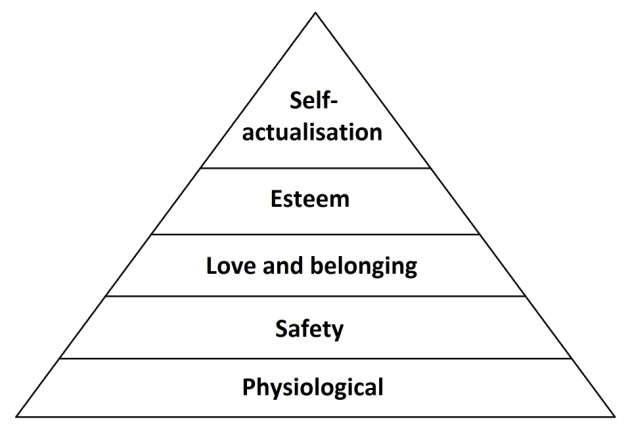 Self-
actualisation
Esteem
Love and belonging
Safety
Physiological